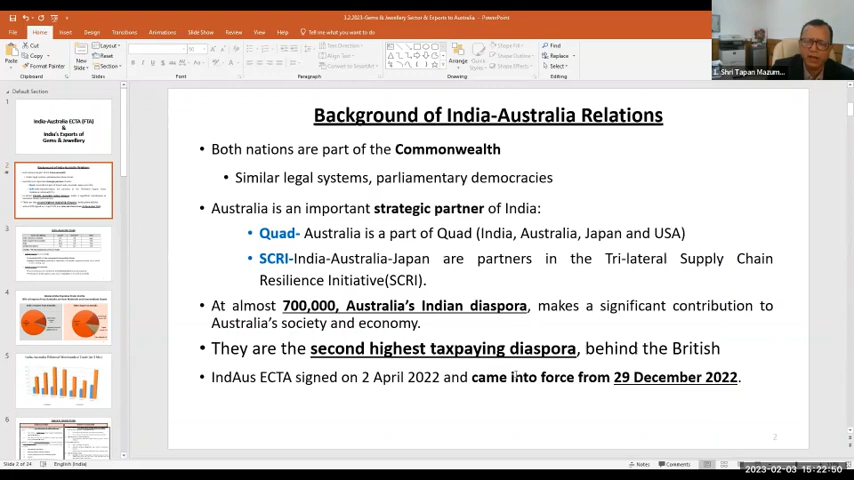 3.2.2023-Gems & Jewellery Sector & Exports to Australia - PowerPoint
File Home Insert Design Transitions Animations Slide Show Review View Help Tell me what you want to do
Cut
Copy
Format Painter
Paste
Clipboard
New
Slide
Layout
Reset
Section
Slides
Font
Text Direction
Align Text
Convert to SmartArt
Paragraph
Arrange
Quick
Styles
Shape Fill
Shape Outline
Shape Effects
Drawing
Find
Replace
Select
Editing
1. Shri Tapan Mazum...
Default Section
1
India-Australia ECTA (FTA)
&
India's Exports of
Gems & Jewellery
2
3
4
5
6
Background of India-Australia Relations
• Both nations are part of the Commonwealth
• Similar legal systems, parliamentary democracies
• Australia is an important strategic partner of India:
• Quad- Australia is a part of Quad (India, Australia, Japan and USA)
• SCRI-India-Australia-Japan are partners in the Tri-lateral Supply Chain
Resilience Initiative(SCRI).
• At almost 700,000, Australia's Indian diaspora, makes a significant contribution to
Australia's society and economy.
• They are the second highest taxpaying diaspora, behind the British
• IndAus ECTA signed on 2 April 2022 and came into force from 29 December 2022.
2
Slide 2 of 24 English (India)
Notes Comments
2023-02-03 15:22:50